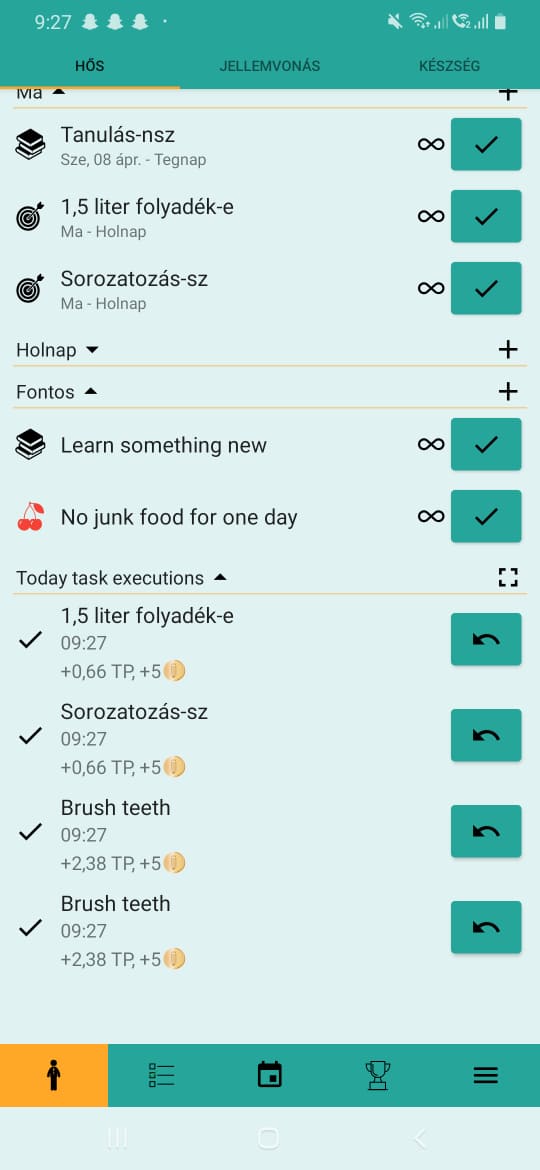 9:27
HŐS
JELLEMVONÁS
KÉSZSÉG
Ma
Tanulás-nsz
Sze, 08 ápr. - Tegnap
1,5 liter folyadék-e
Ma - Holnap
Sorozatozás-sz
Ma - Holnap
Holnap
Fontos
Learn something new
No junk food for one day
Today task executions
1,5 liter folyadék-e
09:27
+0,66 TP, +5
Sorozatozás-sz
09:27
+0,66 TP, +5
Brush teeth
09:27
+2,38 TP, +5
Brush teeth
09:27
+2,38 TP, +5